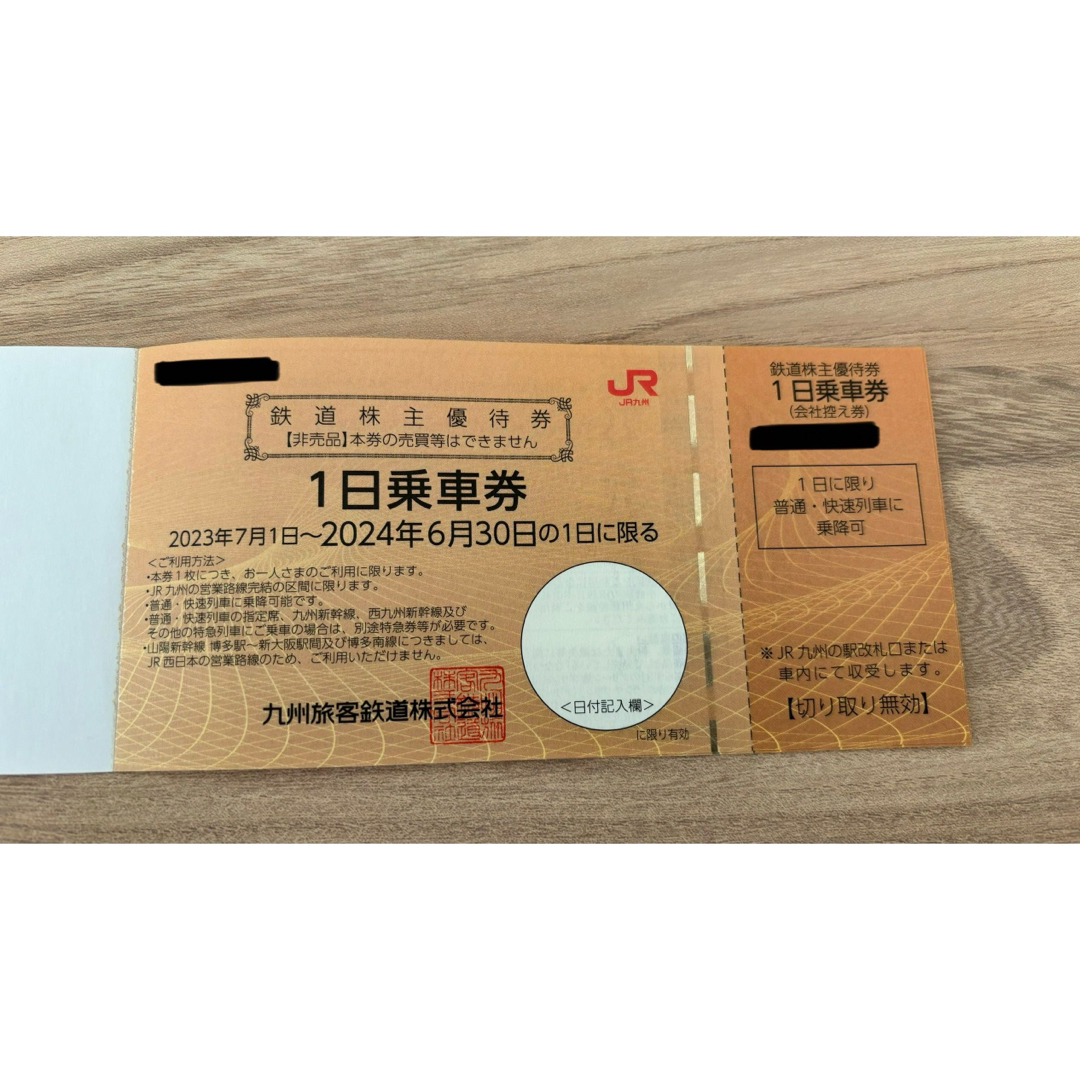 鉄道株主優待券
【非売品】本券の売買等はできません
JR
JR九州
1日乗車券
2023年7月1日〜2024年6月30日の1日に限る
＜ご利用方法＞
・本券1枚につき、お一人さまのご利用に限ります。
・JR九州の営業路線完結の区間に限ります。
・普通・快速列車に乗降可能です。
・普通・快速列車の指定席、九州新幹線、西九州新幹線及び
その他の特急列車にご乗車の場合は、別途特急券等が必要です。
・山陽新幹線 博多駅〜新大阪駅間及び博多南線につきましては、
JR西日本の営業路線のため、ご利用いただけません。
九州旅客鉄道株式会社
＜日付記入欄＞
に限り有効
鉄道株主優待券
1日乗車券
(会社控え券)
1日に限り
普通・快速列車に
乗降可
※JR九州の駅改札口または
車内にて収受します。
【切り取り無効】